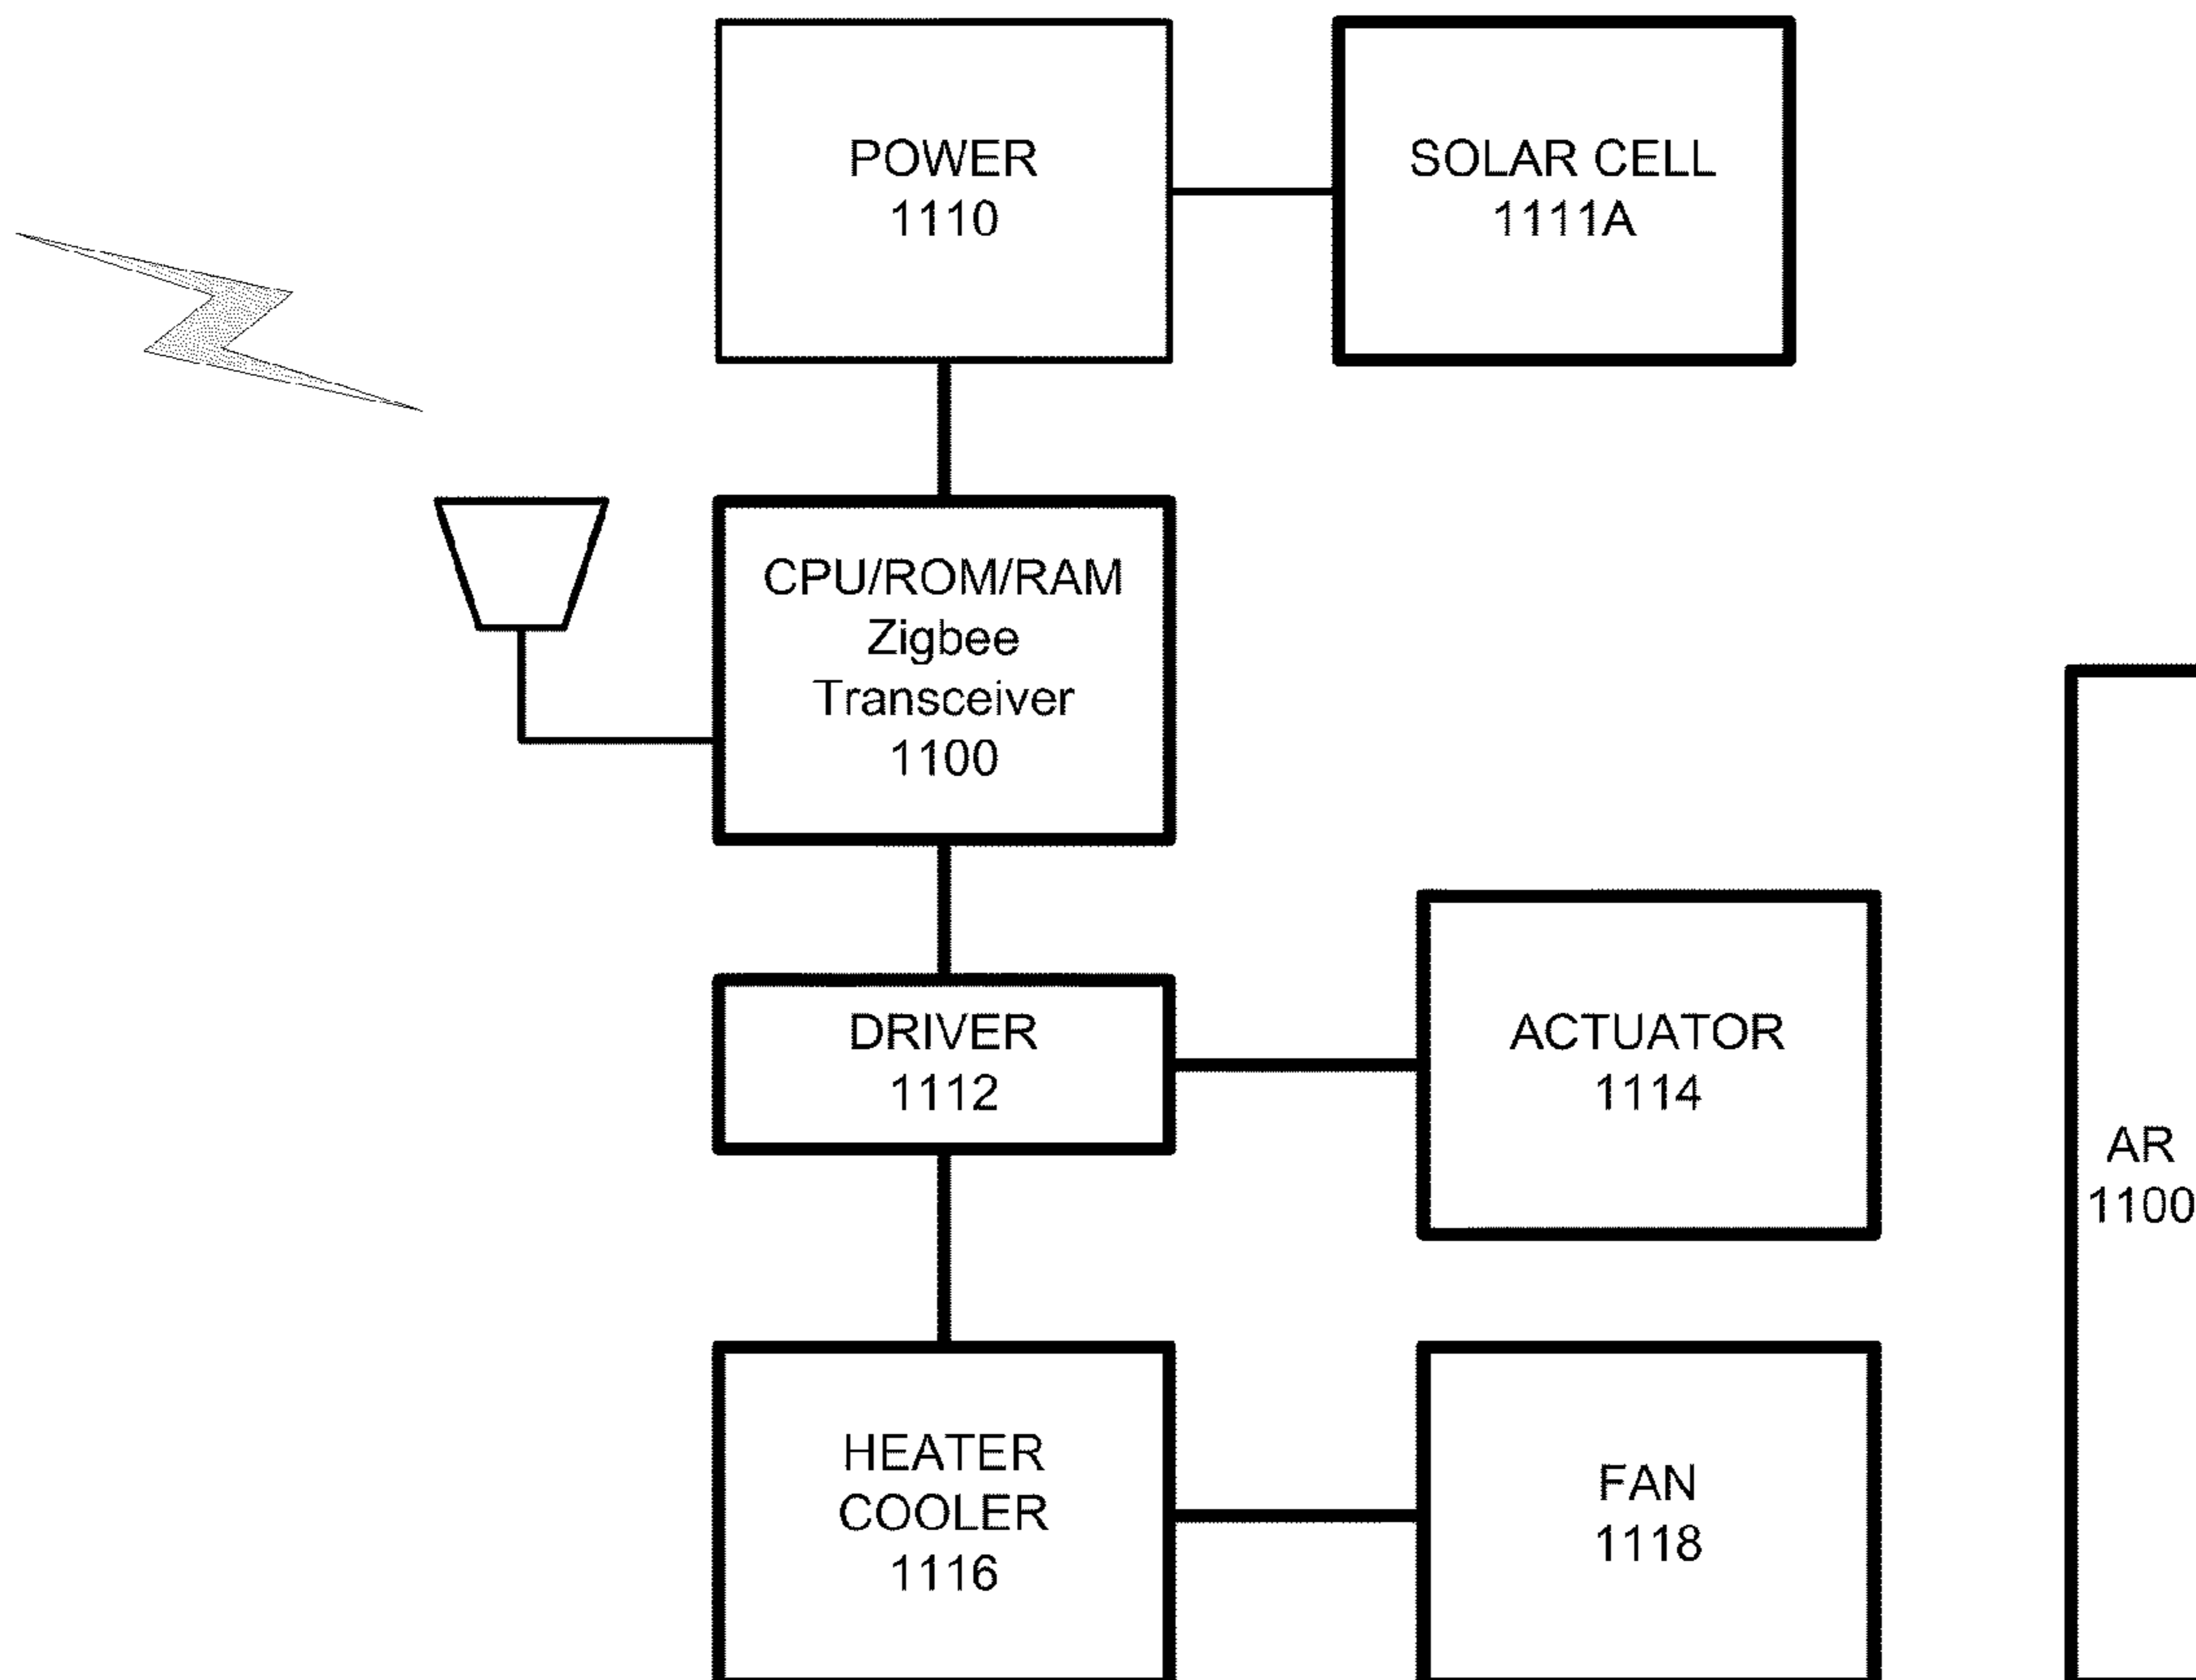 POWER
1110
SOLAR CELL
1111A
CPU/ROM/RAM
Zigbee
Transceiver
1100
DRIVER
1112
ACTUATOR
1114
AR
1100
HEATER
COOLER
1116
FAN
1118